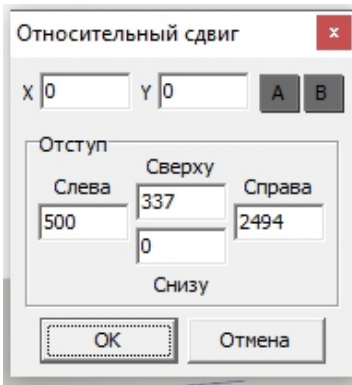 Относительный сдвиг x
X 0 Y 0 A B
Отступ
Сверху
Слева 337 Справа
500 0 2494
Снизу
OK Отмена